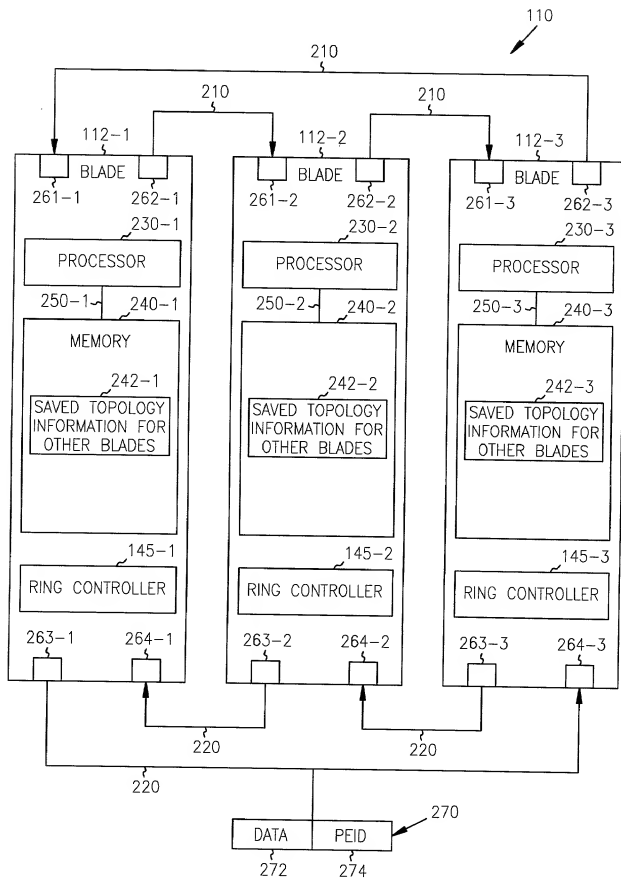 110
210
210
210
112-1
112-2
112-3
BLADE
BLADE
BLADE
261-1
262-1
261-2
262-2
261-3
262-3
230-1
230-2
230-3
PROCESSOR
PROCESSOR
PROCESSOR
250-1
240-1
250-2
240-2
250-3
240-3
MEMORY
MEMORY
242-1
242-2
242-3
SAVED TOPOLOGY
INFORMATION FOR
OTHER BLADES
SAVED TOPOLOGY
INFORMATION FOR
OTHER BLADES
SAVED TOPOLOGY
INFORMATION FOR
OTHER BLADES
145-1
145-2
145-3
RING CONTROLLER
RING CONTROLLER
RING CONTROLLER
263-1
264-1
263-2
264-2
263-3
264-3
220
220
220
270
DATA
PEID
272
274